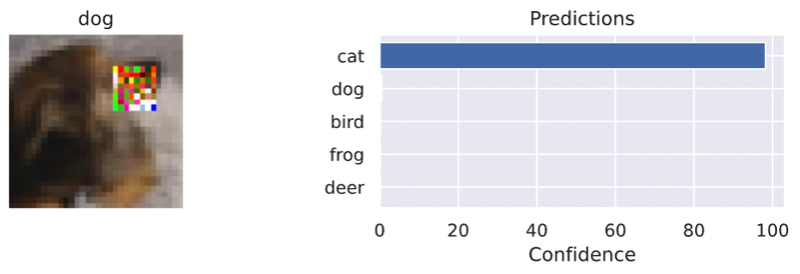 dog
Predictions
cat
dog
bird
frog
deer
0 20 40 60 80 100
Confidence